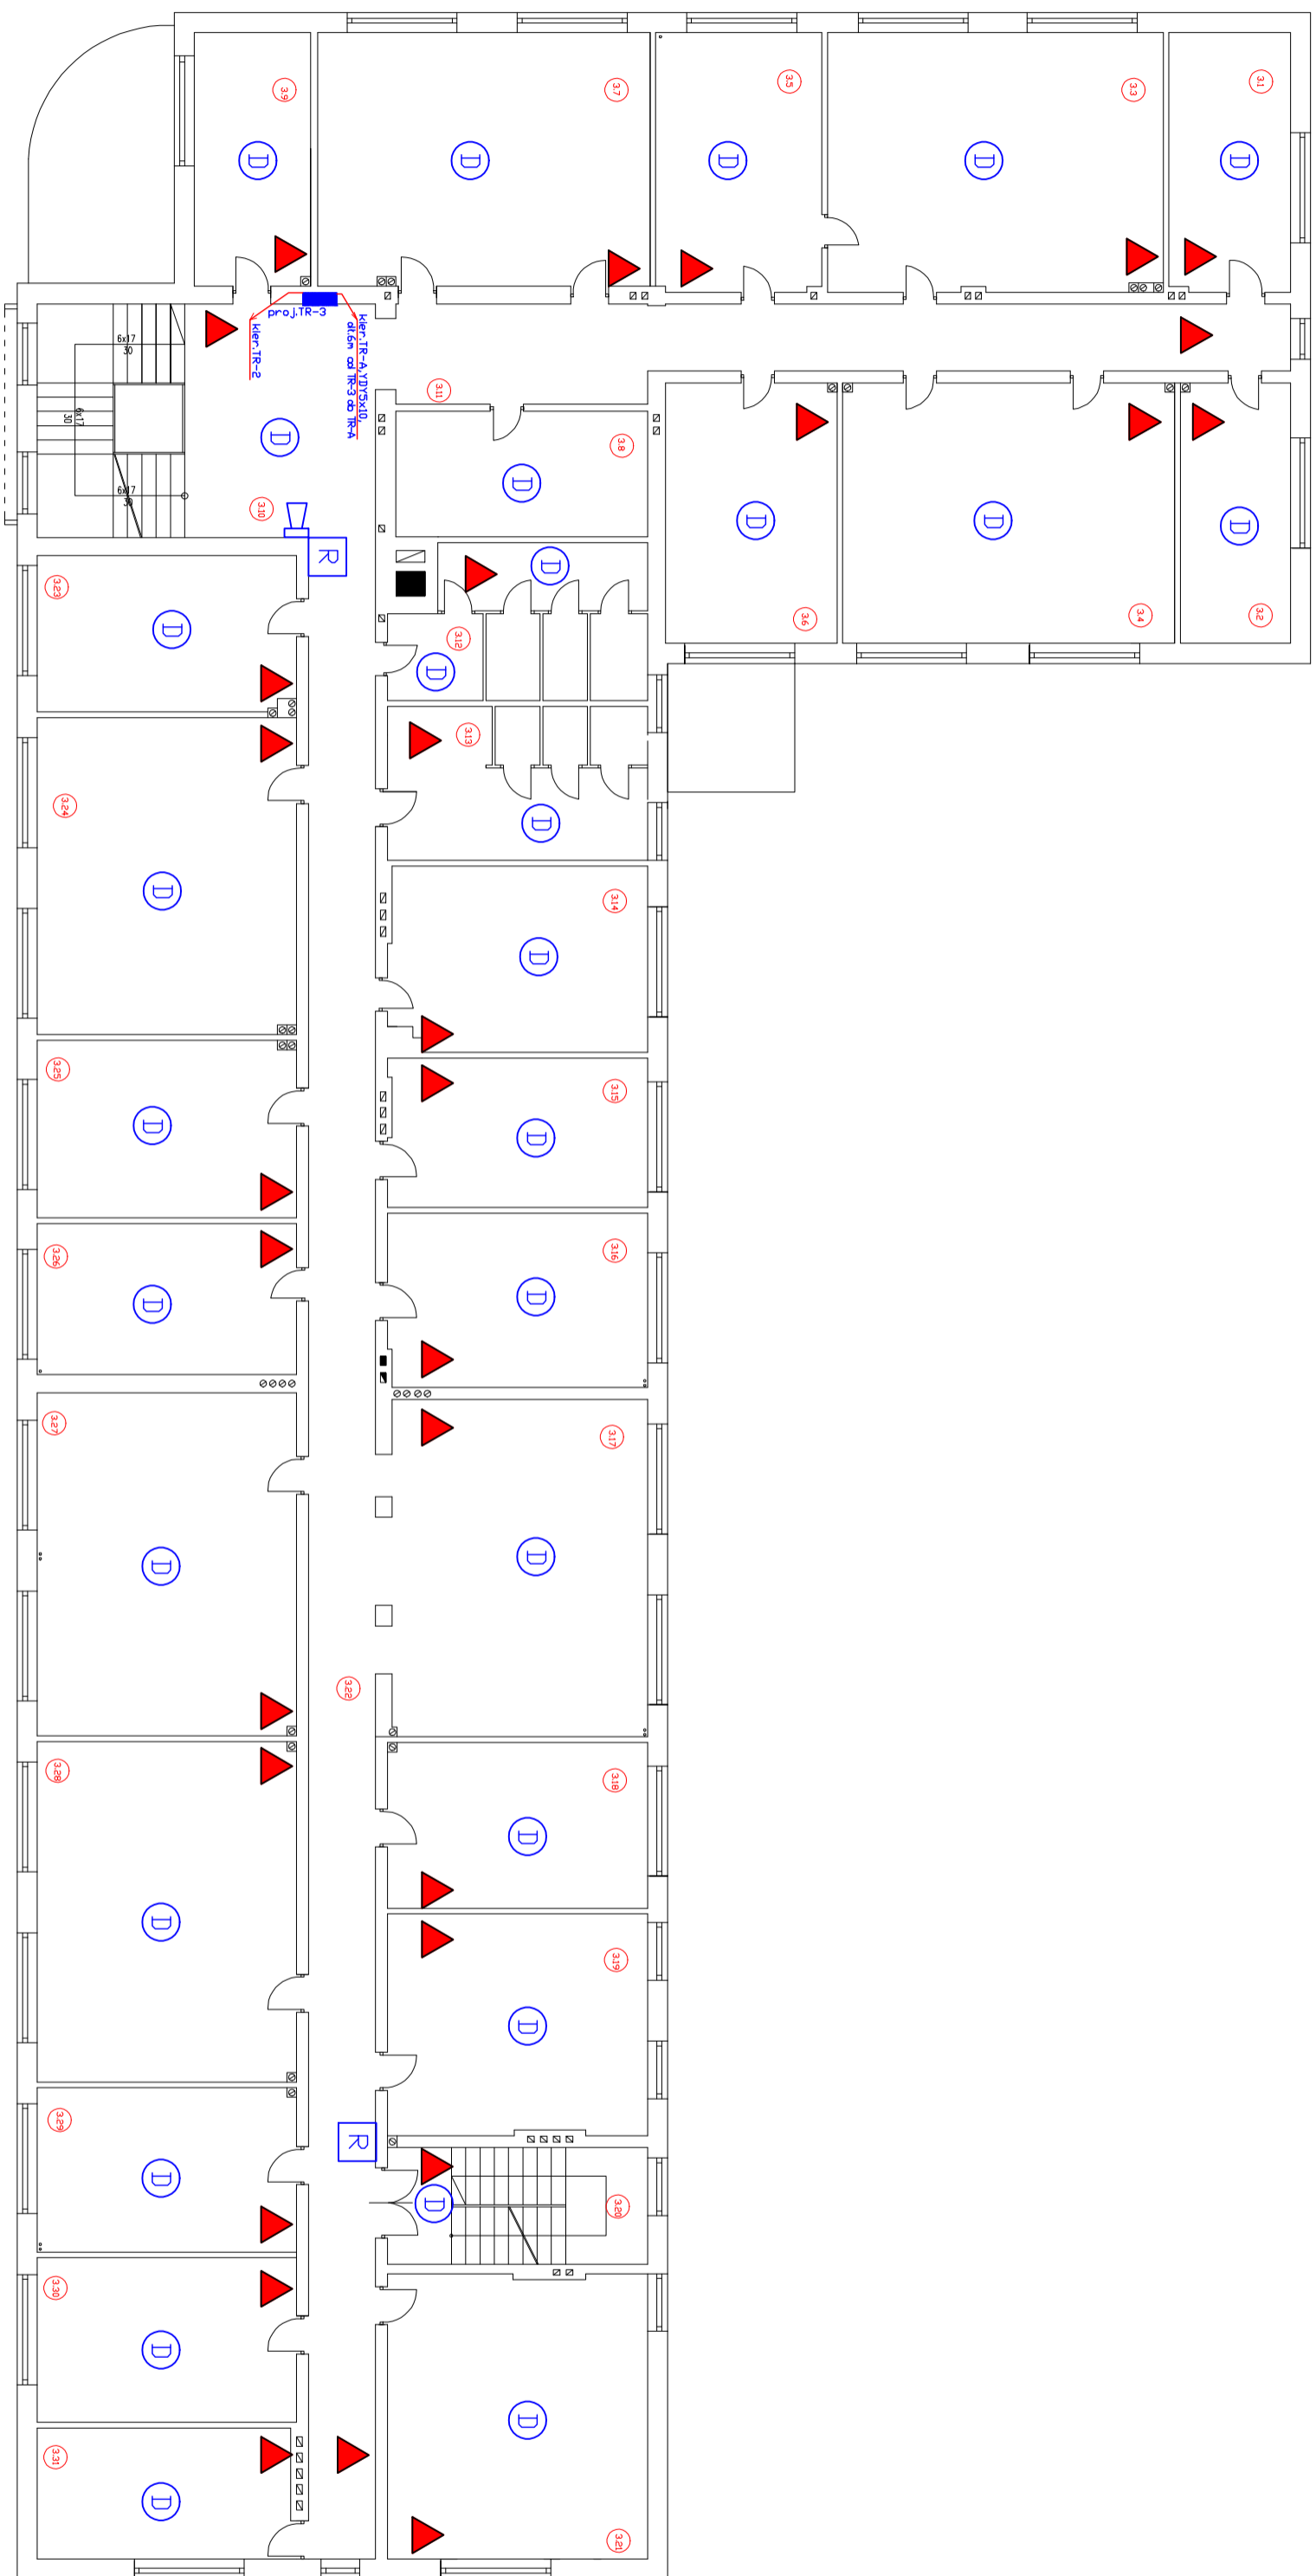 3.9
3.7
3.5
3.3
3.1
D
D
D
D
D
proj.TR-3
kier.TR-2
kier.TR-A,YDY5x10,
dł.6m od TR-3 do TR-A
6x17
30
6x17
30
6x17
3.11
3.8
D
D
3.10
R
D
D
D
D
3.6
3.4
3.2
3.23
D
3.12
D
3.13
D
3.24
D
3.14
D
3.25
D
3.15
D
3.26
D
3.16
D
3.27
D
3.17
D
3.22
3.28
D
3.18
D
3.19
D
3.29
D
R
D
3.20
3.30
D
D
3.31
D
3.21